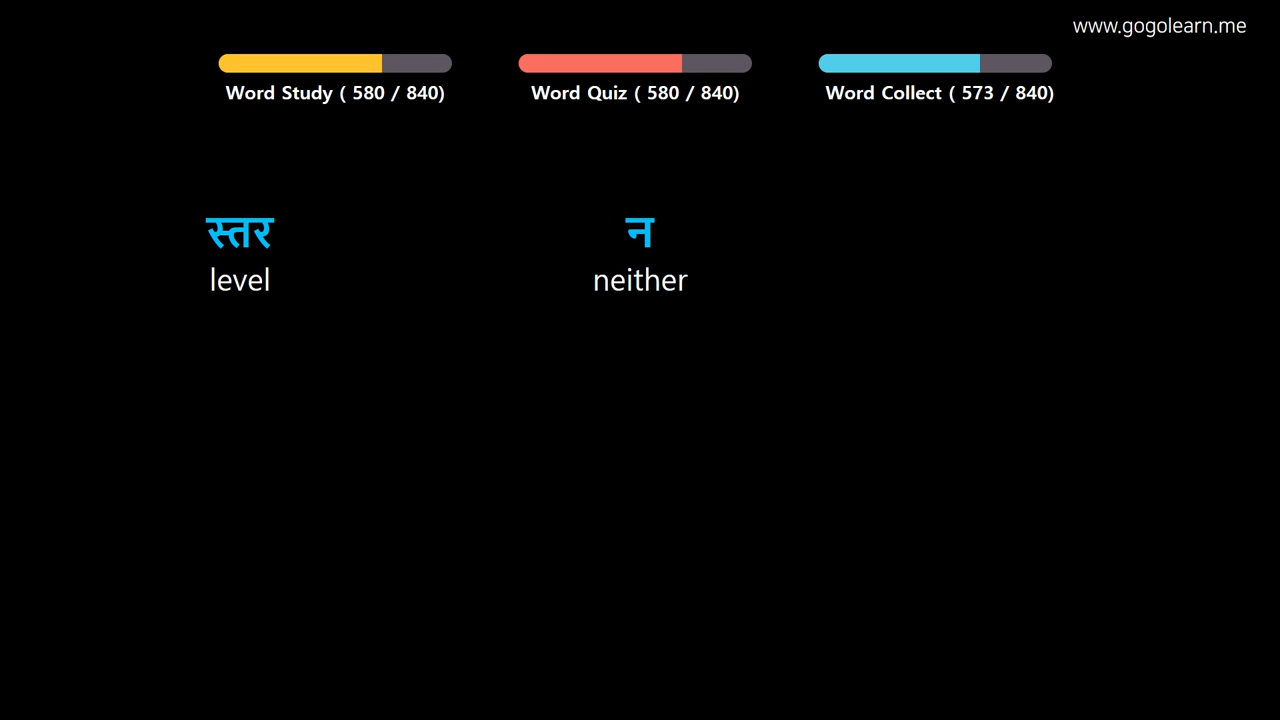 www.gogolearn.me
Word Study ( 580 / 840)
Word Quiz ( 580 / 840)
Word Collect ( 573 / 840)
स्तर
level
न
neither